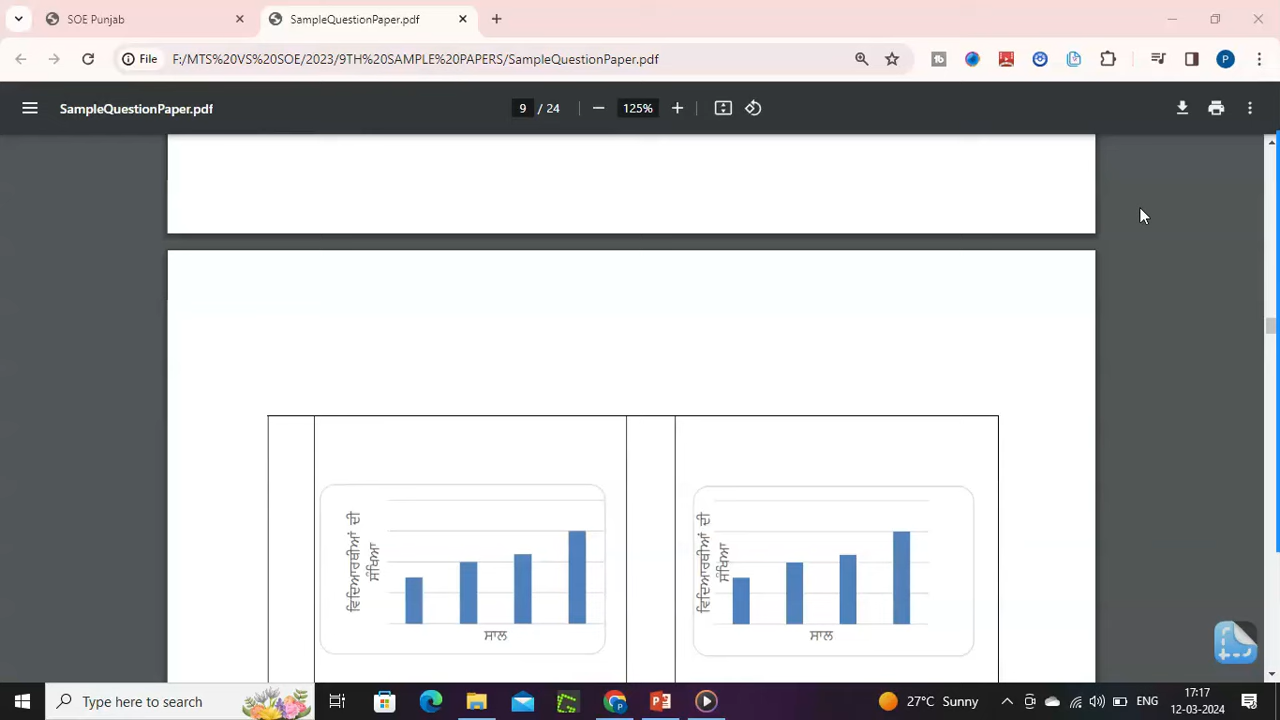 SOE Punjab
SampleQuestionPaper.pdf
File
F:/MTS%20VS%20SOE/2023/9TH%20SAMPLE%20PAPERS/SampleQuestionPaper.pdf
P
SampleQuestionPaper.pdf
9 / 24
125%
ਵਿਦਿਆਰਥੀਆਂ ਦੀ
ਸੰਖਿਆ
ਸਾਲ
ਵਿਦਿਆਰਥੀਆਂ ਦੀ
ਸੰਖਿਆ
ਸਾਲ
Type here to search
27°C Sunny
ENG
17:17
12-03-2024